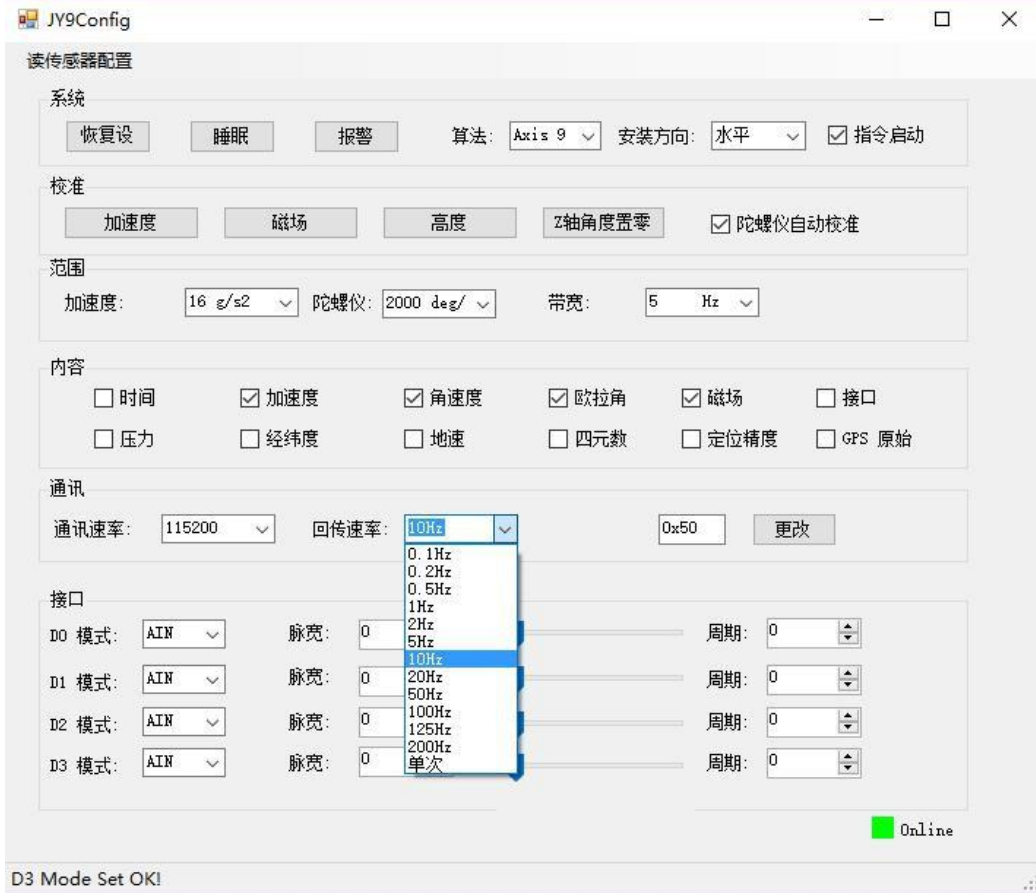 JY9Config
读传感器配置
系统
恢复设 睡眠 报警 算法: Axis 9 安装方向: 水平 指令启动
校准
加速度 磁场 高度 Z轴角度置零 陀螺仪自动校准
范围
加速度: 16 g/s2 陀螺仪: 2000 deg/ 带宽: 5 Hz
内容
时间 加速度 角速度 欧拉角 磁场 接口
压力 经纬度 地速 四元数 定位精度 GPS 原始
通讯
通讯速率: 115200 回传速率: 10Hz 0x50 更改
0.1Hz
0.2Hz
0.5Hz
1Hz
2Hz
5Hz
10Hz
20Hz
50Hz
100Hz
125Hz
200Hz
单次
接口
D0 模式: AIN 脉宽: 0 周期: 0
D1 模式: AIN 脉宽: 0 周期: 0
D2 模式: AIN 脉宽: 0 周期: 0
D3 模式: AIN 脉宽: 0 周期: 0
Online
D3 Mode Set OK!